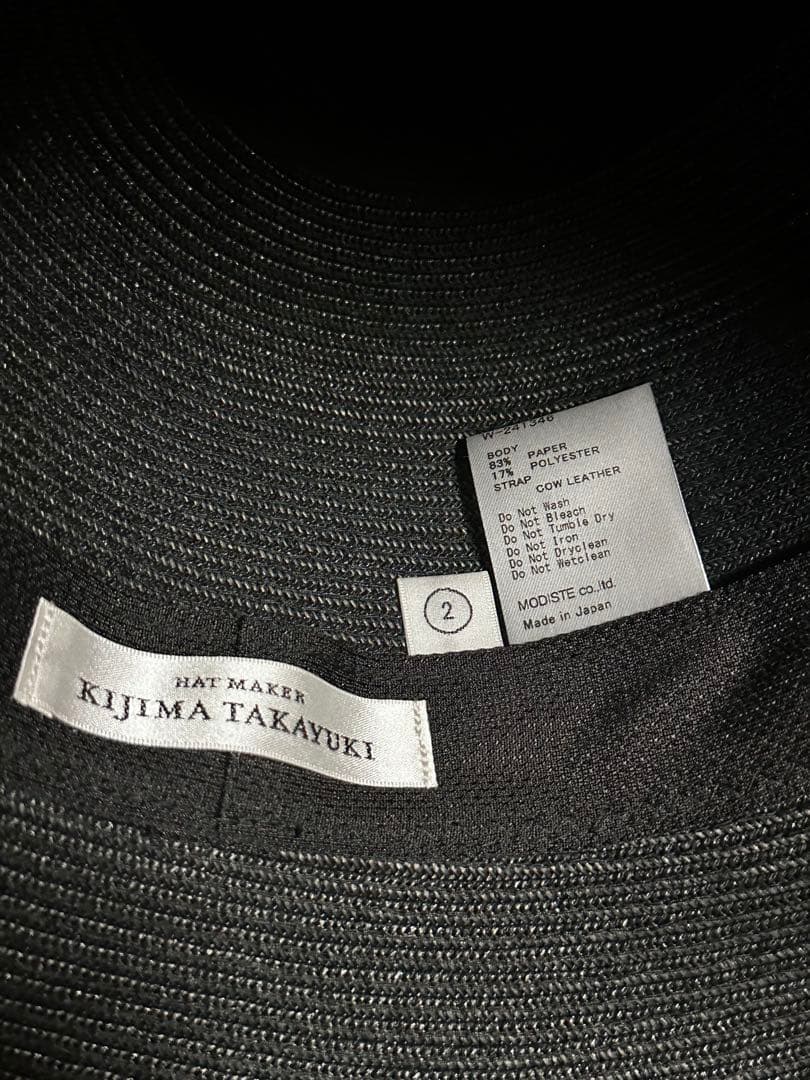 W-241346
BODY
83% PAPER
17% POLYESTER
STRAP COW LEATHER
Do Not Wash
Do Not Bleach
Do Not Tumble Dry
Do Not Iron
Do Not Dryclean
Do Not Wetclean
MODISTE co.,ltd.
Made in Japan
2
HAT MAKER
KIJIMA TAKAYUKI